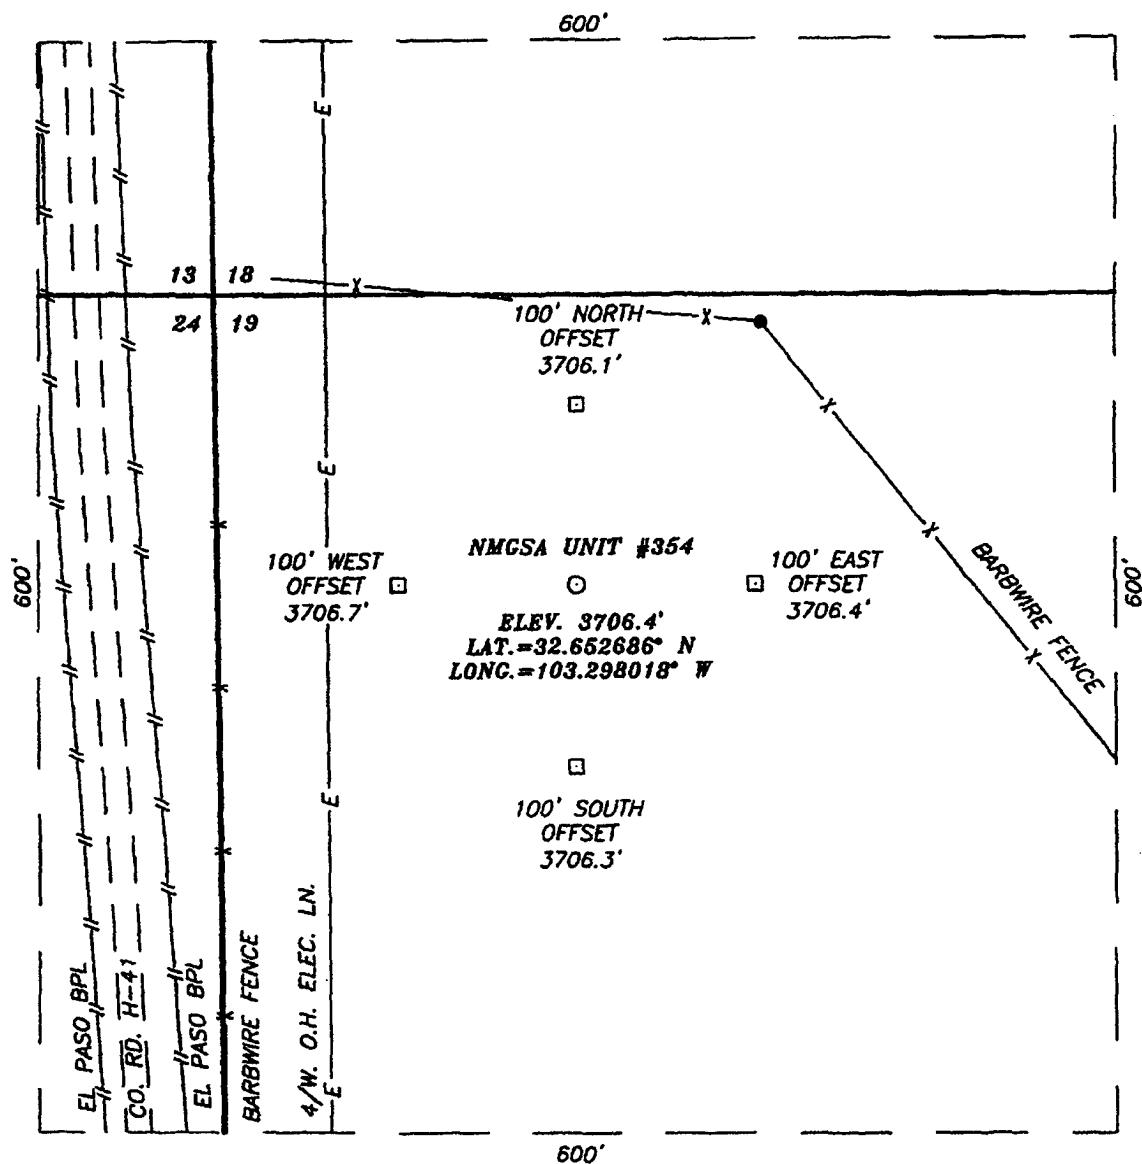 600'
E
13 18
X
24 19
100' NORTH
OFFSET
3706.1'
X
X
E
X
600'
100' WEST
OFFSET
3706.7'
NMGSA UNIT #354
ELEV. 3706.4'
LAT.=32.652686° N
LONG.=103.298018° W
100' EAST
OFFSET
3706.4'
BARBWIRE FENCE
X
600'
E
100' SOUTH
OFFSET
3706.3'
EL PASO BPL
CO. RD. H-41
EL PASO BPL
BARBWIRE FENCE
4/W. O.H. ELEC. LN.
E
600'